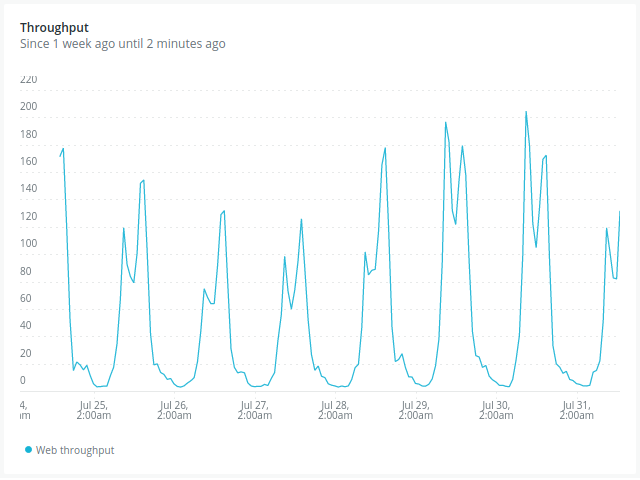 Throughput
Since 1 week ago until 2 minutes ago
220
200
180
160
140
120
100
80
60
40
20
0
4, Jul 25, Jul 26, Jul 27, Jul 28, Jul 29, Jul 30, Jul 31,
m 2:00am 2:00am 2:00am 2:00am 2:00am 2:00am 2:00am
Web throughput